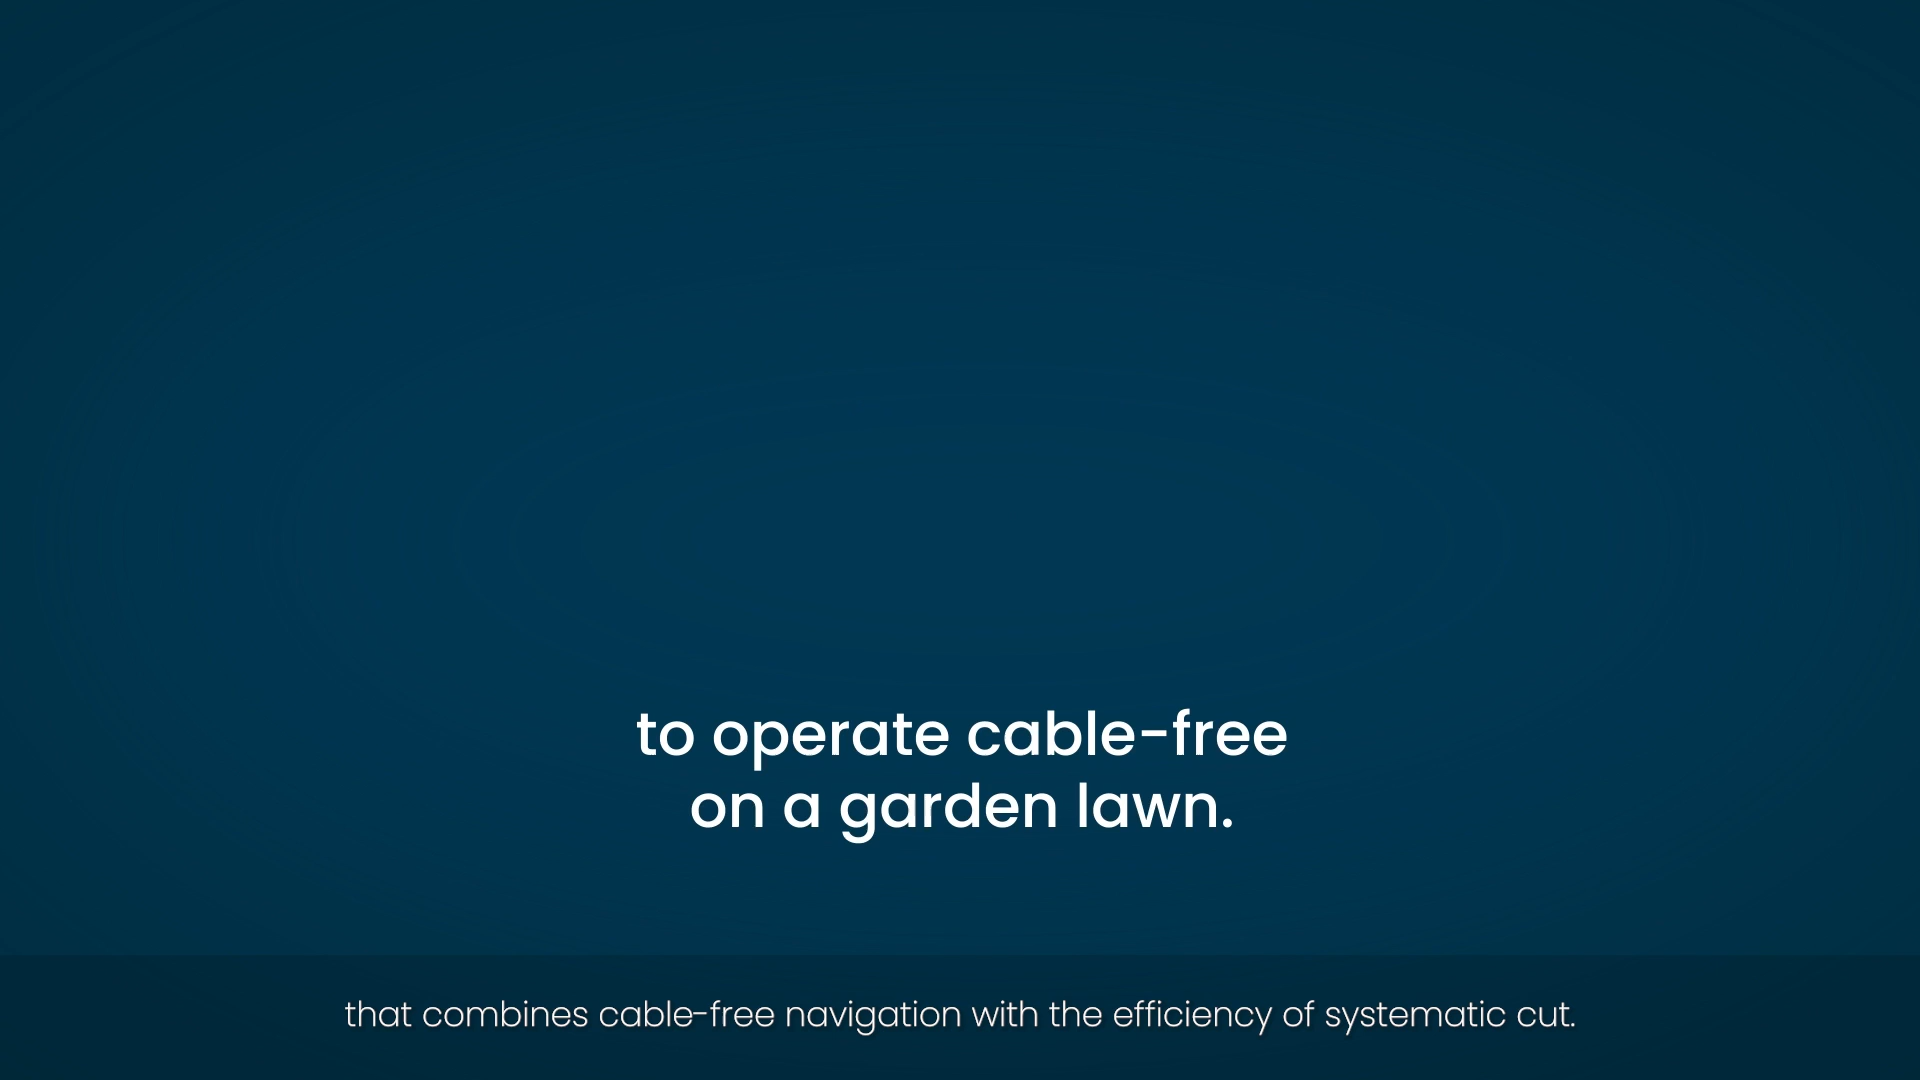 to operate cable-free
on a garden lawn.
that combines cable-free navigation with the efficiency of systematic cut.